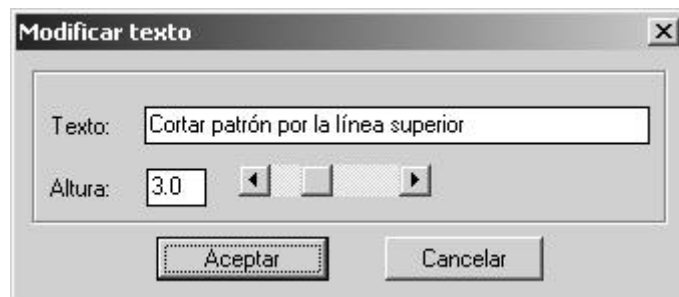 Modificar texto
Texto: Cortar patrón por la línea superior
Altura: 3.0
Aceptar Cancelar